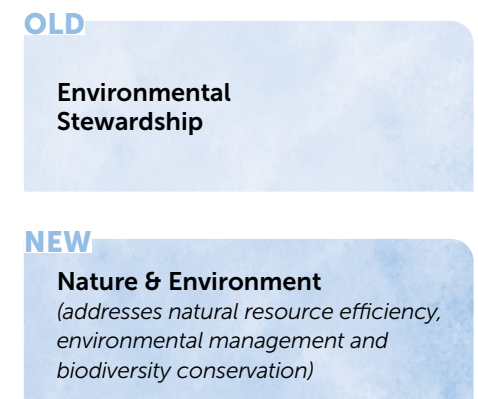 OLD
Environmental
Stewardship
NEW
Nature & Environment
(addresses natural resource efficiency,
environmental management and
biodiversity conservation)